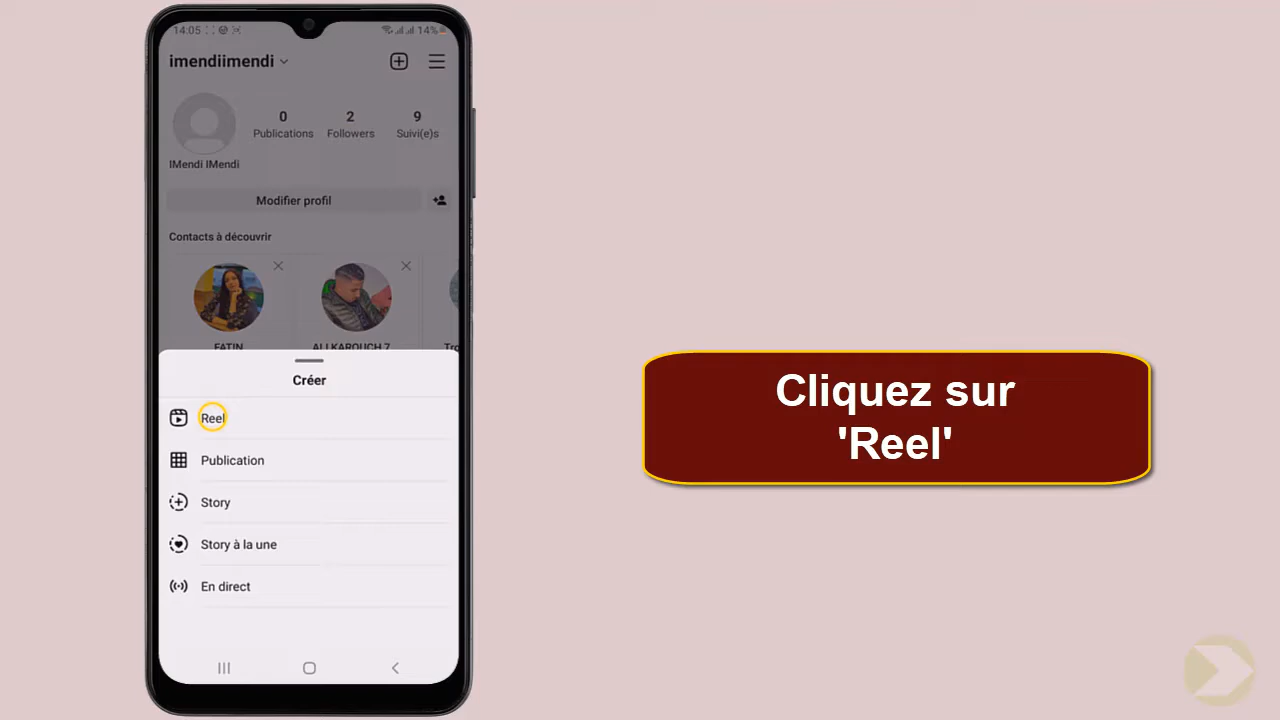 14:05
14%
imendiimendi
0 2 9
Publications Followers Suivi(e)s
IMendi IMendi
Modifier profil
Contacts à découvrir
FAT!N
Créer
Reel
Publication
Story
Story à la une
En direct
Cliquez sur
'Reel'